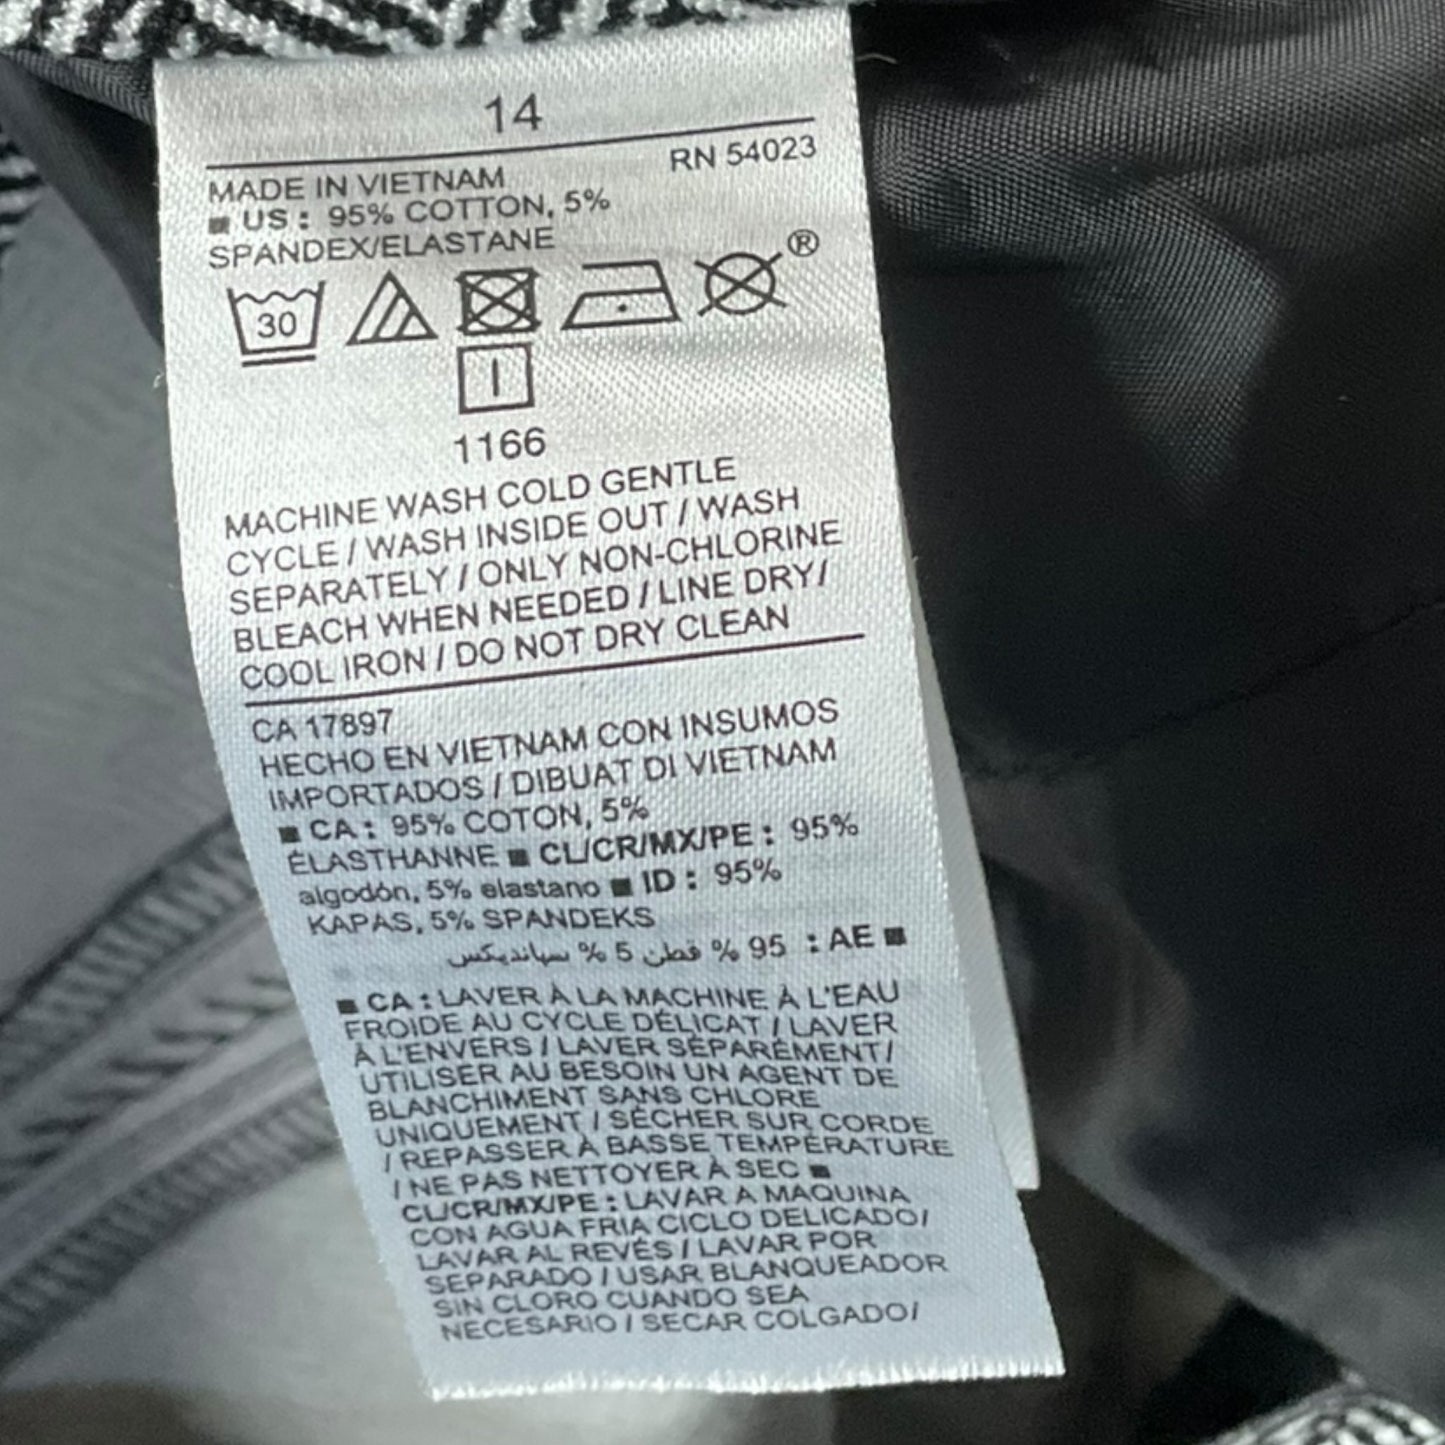 14
RN 54023
MADE IN VIETNAM
■ US : 95% COTTON, 5%
SPANDEX/ELASTANE
30
®
1166
MACHINE WASH COLD GENTLE
CYCLE / WASH INSIDE OUT / WASH
SEPARATELY / ONLY NON-CHLORINE
BLEACH WHEN NEEDED / LINE DRY /
COOL IRON / DO NOT DRY CLEAN
CA 17897
HECHO EN VIETNAM CON INSUMOS
IMPORTADOS / DIBUAT DI VIETNAM
■ CA : 95% COTON, 5%
ÉLASTHANNE ■ CL/CR/MX/PE : 95%
algodón, 5% elastano ■ ID : 95%
KAPAS, 5% SPANDEKS
■ AE : 95 % قطن 5 % سباندیکس
■ CA : LAVER À LA MACHINE À L'EAU
FROIDE AU CYCLE DÉLICAT / LAVER
À L'ENVERS / LAVER SÉPARÉMENT /
UTILISER AU BESOIN UN AGENT DE
BLANCHIMENT SANS CHLORE
UNIQUEMENT / SÉCHER SUR CORDE
/ REPASSER À BASSE TEMPÉRATURE
/ NE PAS NETTOYER À SEC ■
CL/CR/MX/PE : LAVAR A MAQUINA
CON AGUA FRIA CICLO DELICADO /
LAVAR AL REVÉS / LAVAR POR
SEPARADO / USAR BLANQUEADOR
SIN CLORO CUANDO SEA
NECESARIO / SECAR COLGADO /